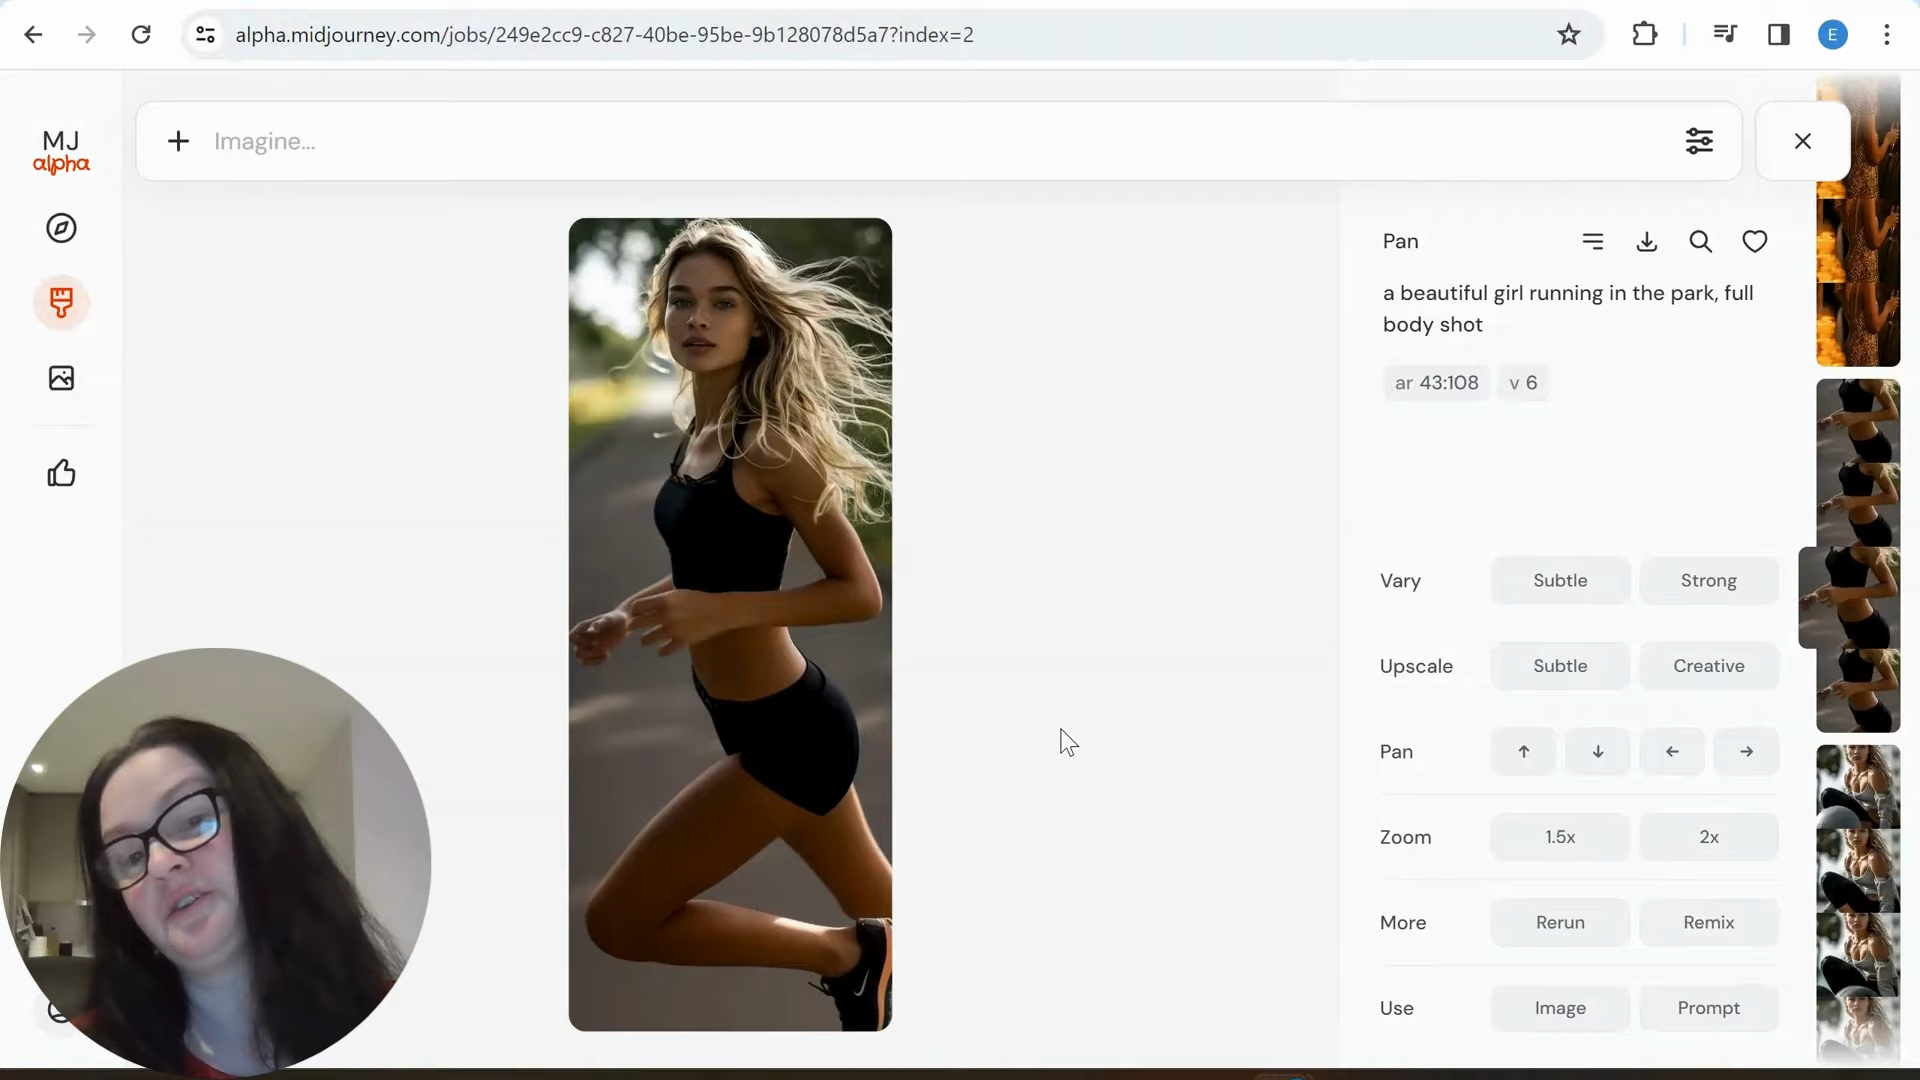 alpha.midjourney.com/jobs/249e2cc9-c827-40be-95be-9b128078d5a7?index=2
E
MJ
alpha
Imagine...
Pan
a beautiful girl running in the park, full
body shot
ar 43:108 v 6
Vary Subtle Strong
Upscale Subtle Creative
Pan
Zoom 1.5x 2x
More Rerun Remix
Use Image Prompt